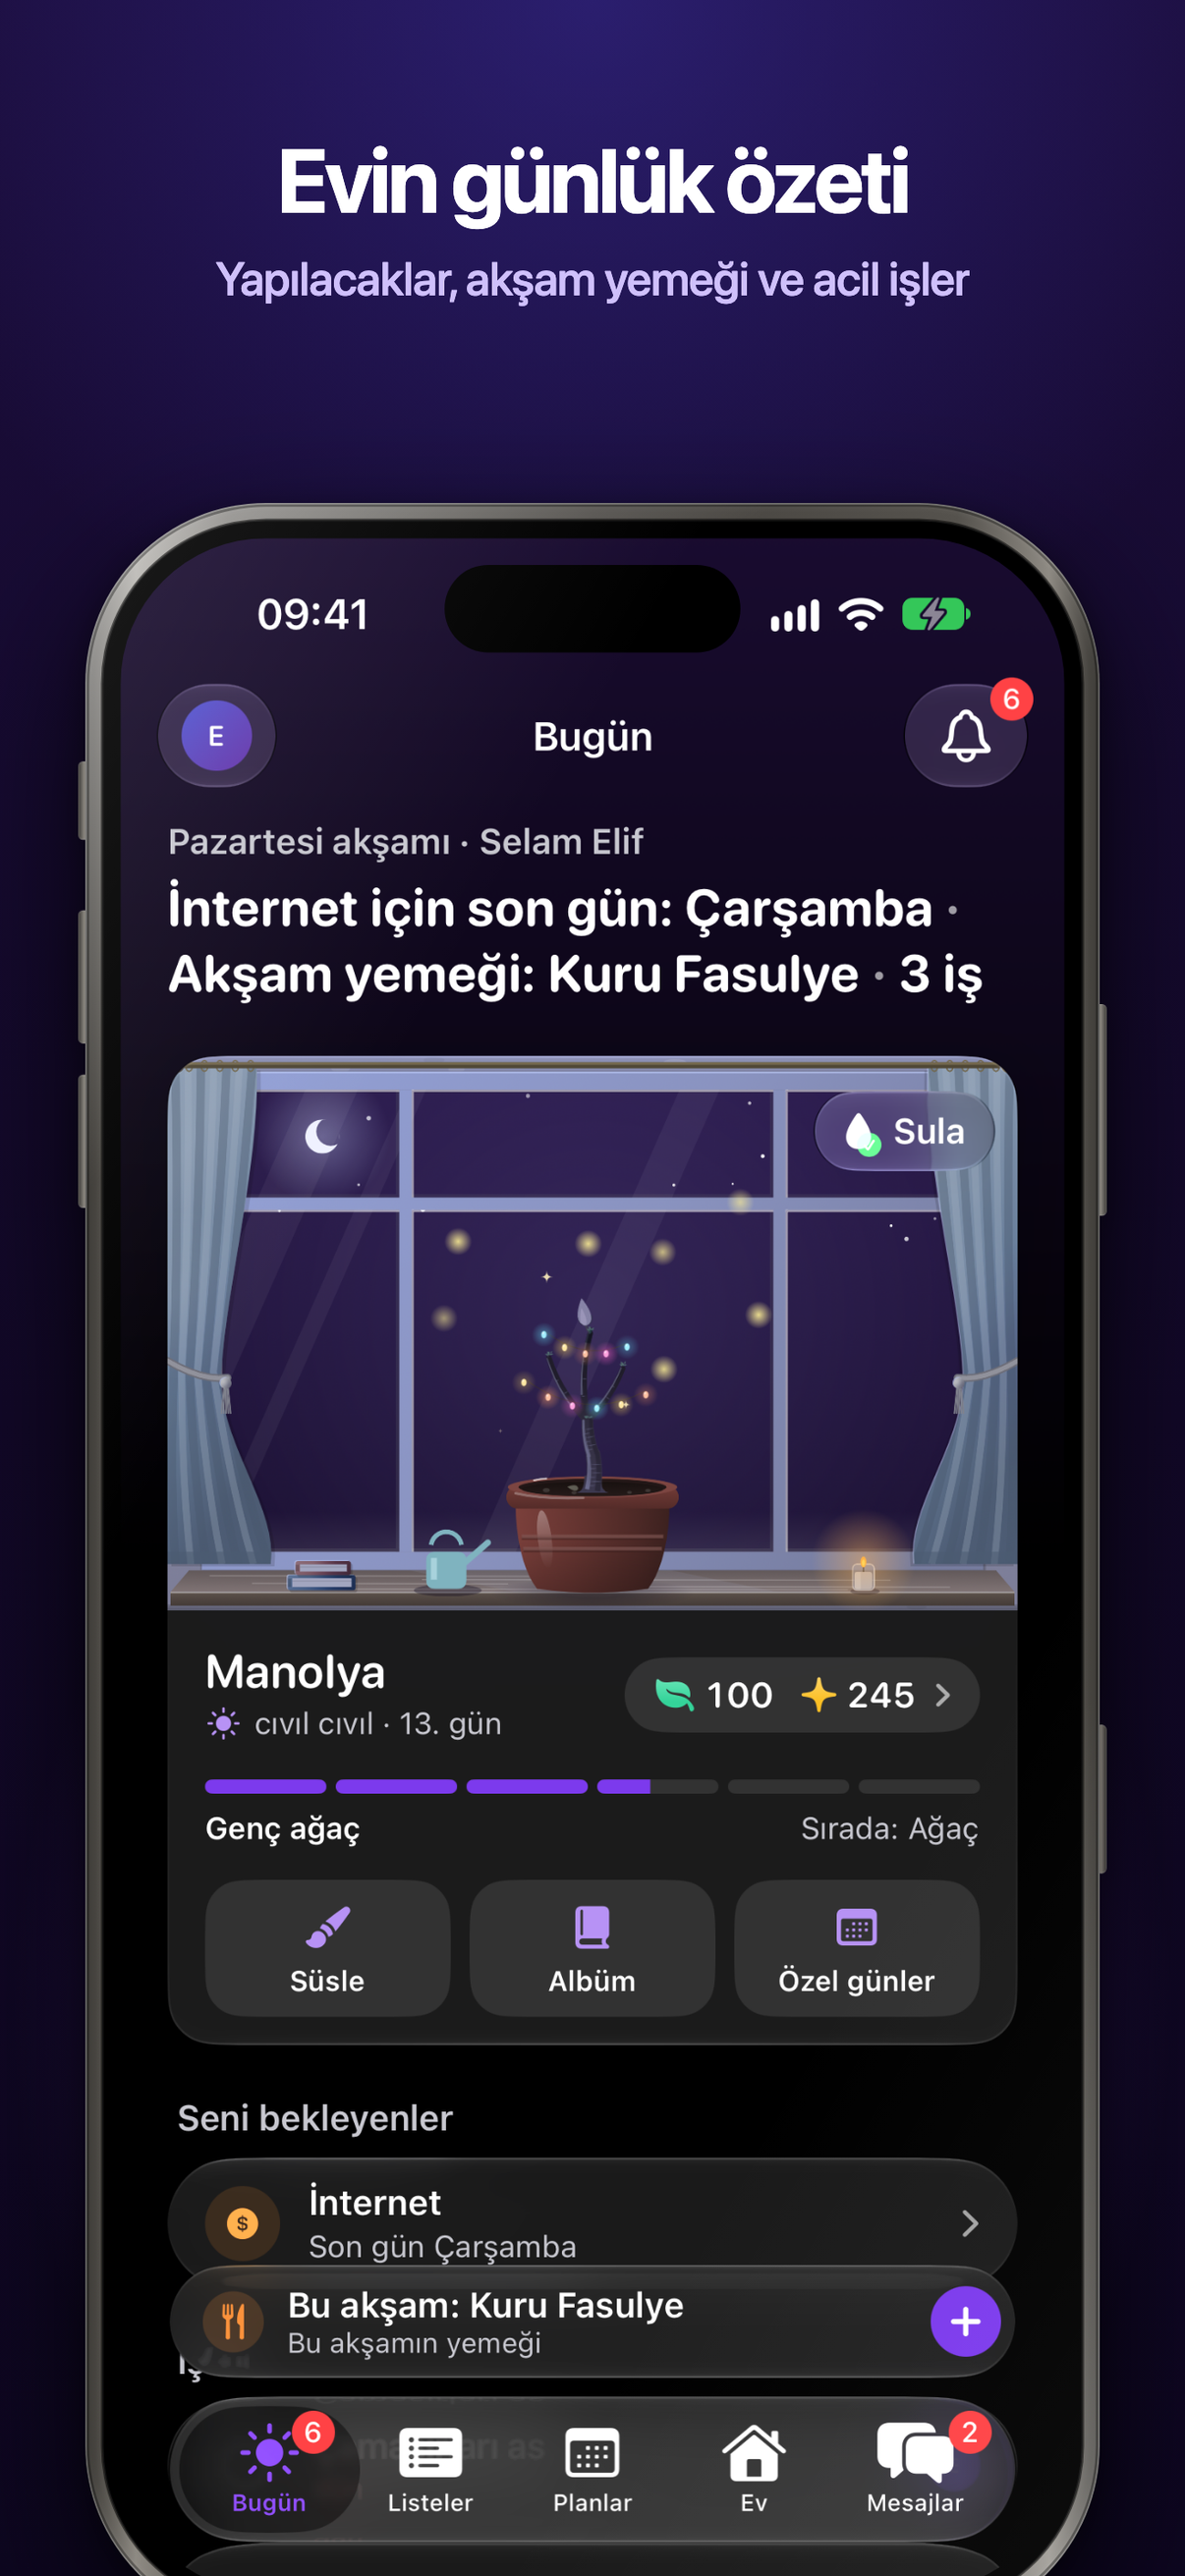 Evin günlük özeti
Yapılacaklar, akşam yemeği ve acil işler
09:41
E
Bugün
6
Pazartesi akşamı · Selam Elif
İnternet için son gün: Çarşamba ·
Akşam yemeği: Kuru Fasulye · 3 iş
Sula
Manolya
100
245
cıvıl cıvıl · 13. gün
Genç ağaç
Sırada: Ağaç
Süsle
Albüm
Özel günler
Seni bekleyenler
$
İnternet
Son gün Çarşamba
Bu akşam: Kuru Fasulye
Bu akşamın yemeği
6
2
Bugün
Listeler
Planlar
Ev
Mesajlar